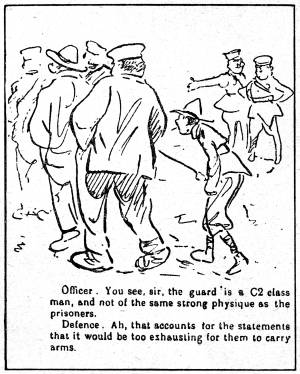 Officer. You see, sir, the guard is a C2 class
man, and not of the same strong physique as the
prisoners.
Defence. Ah, that accounts for the statements
that it would be too exhausting for them to carry
arms.